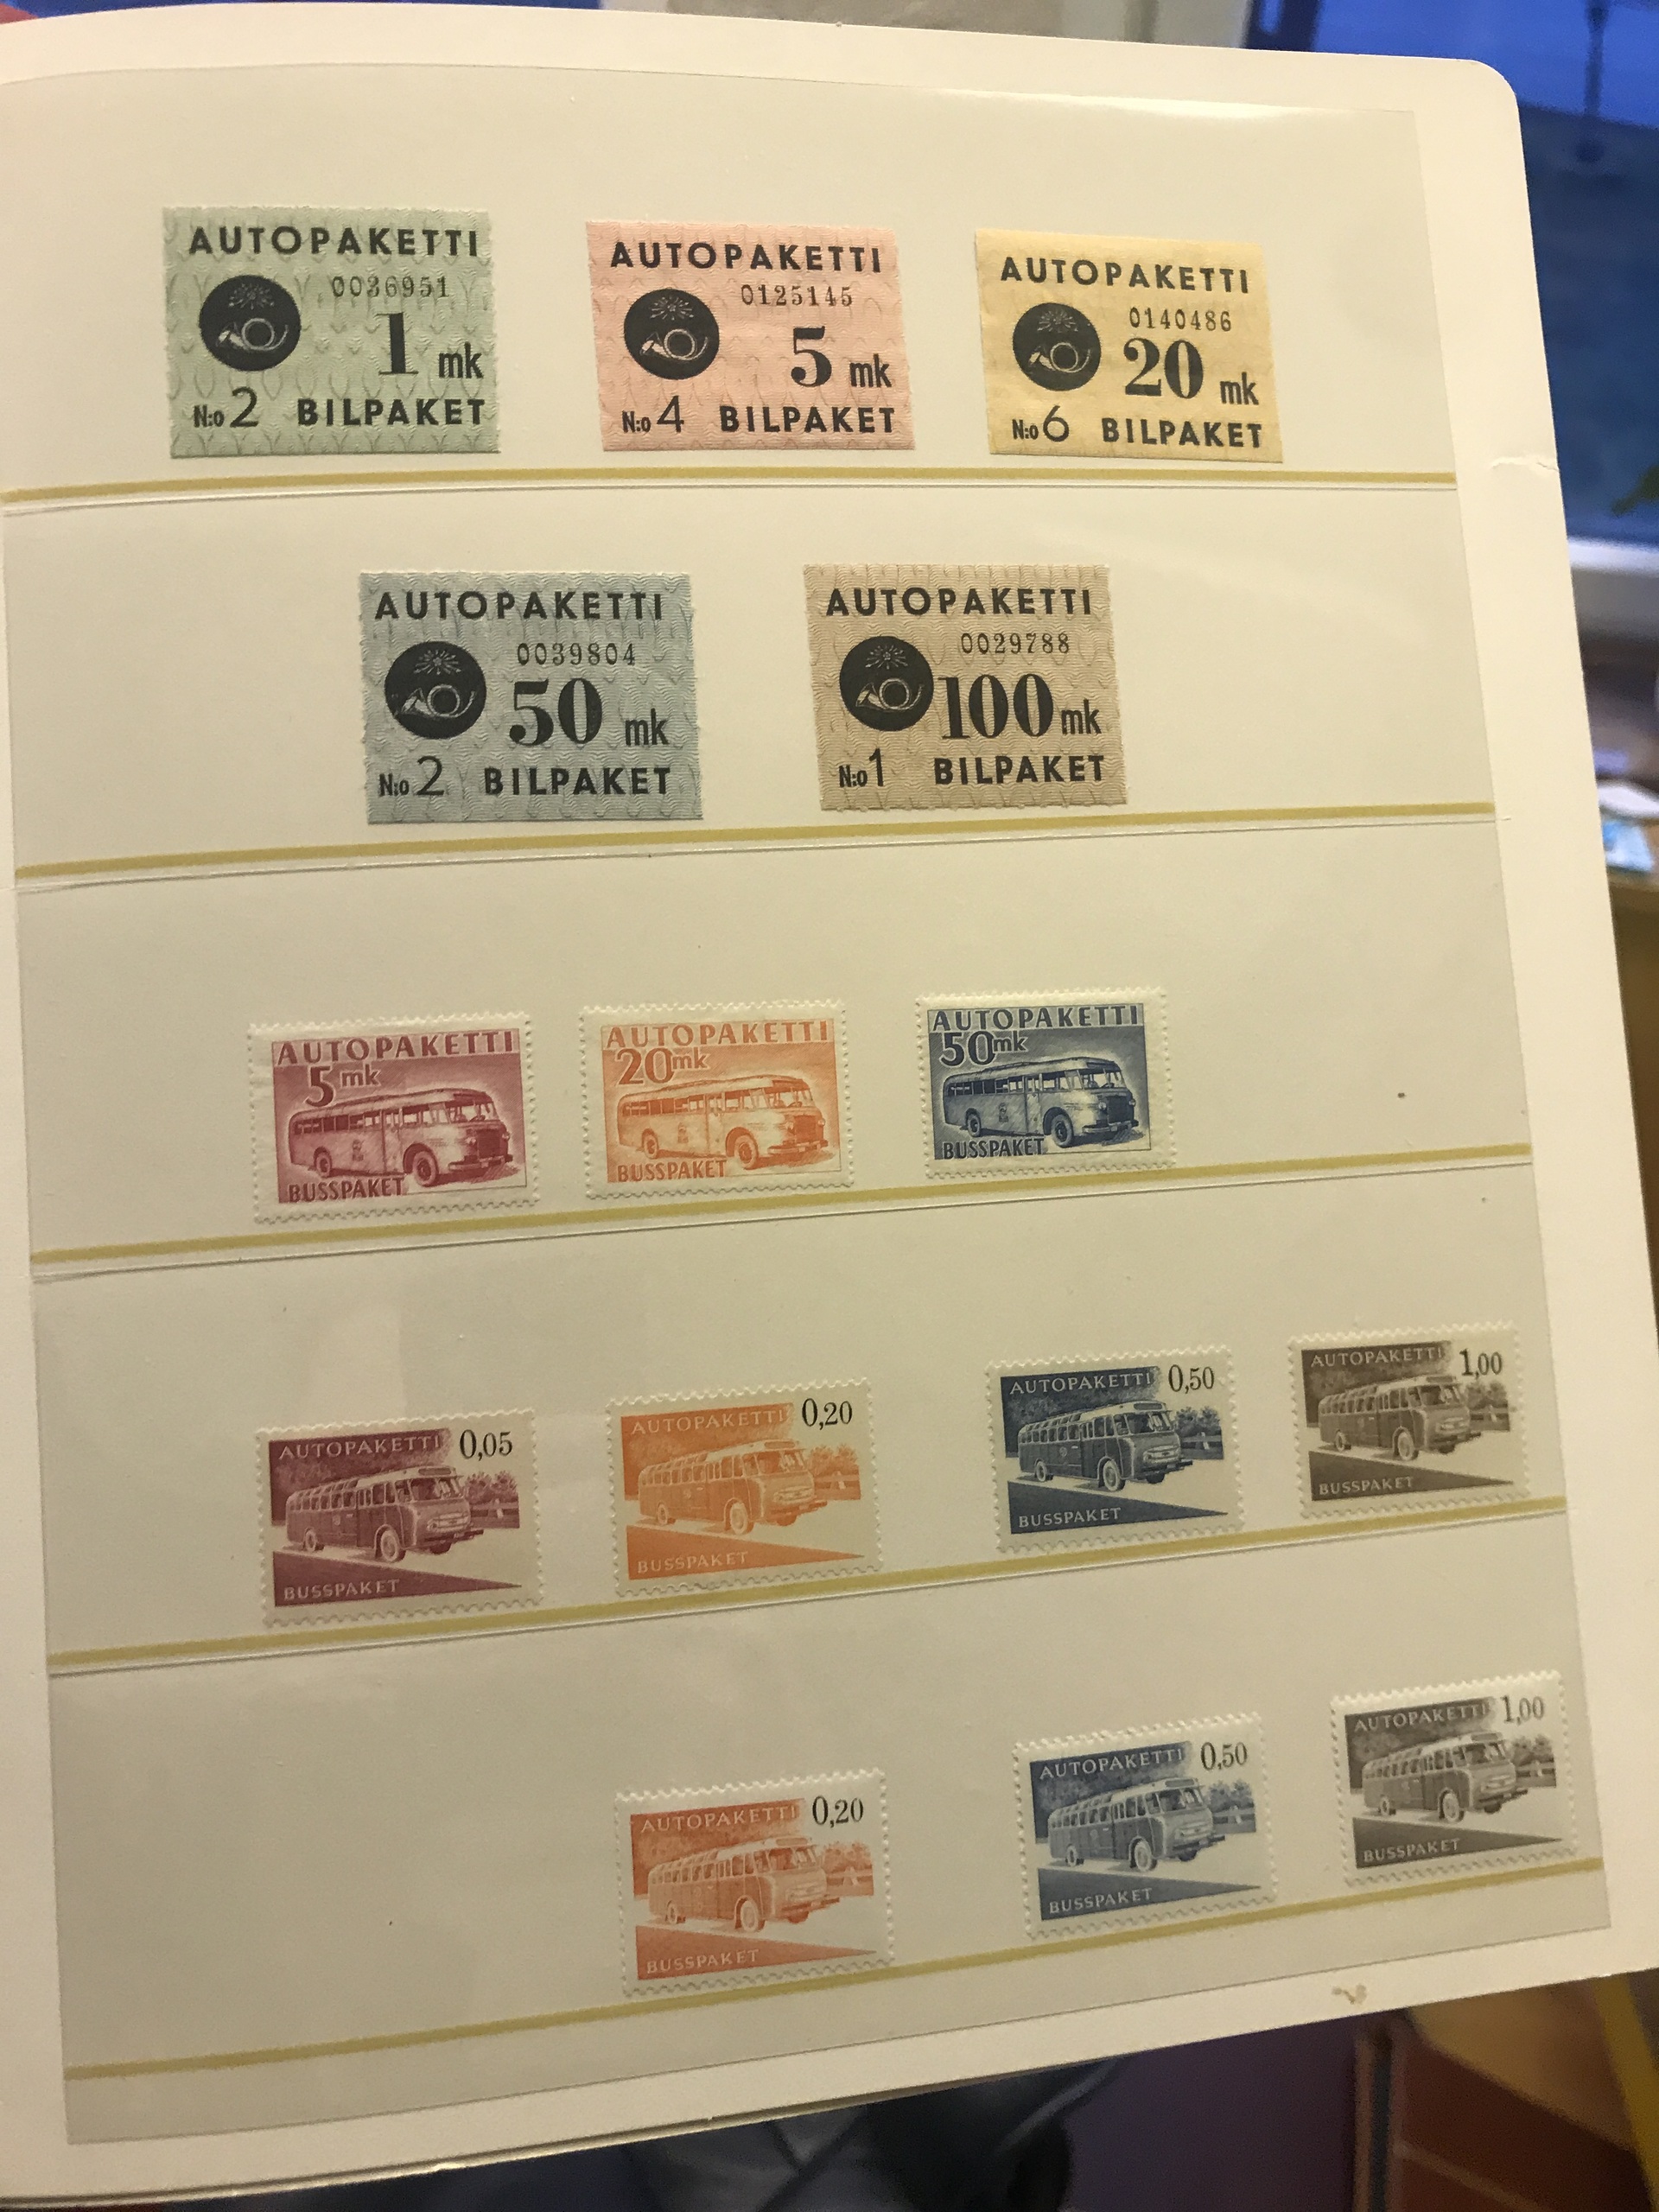 AUTOPAKETTI
0036951
1 mk
N:o 2 BILPAKET
AUTOPAKETTI
0125145
5 mk
N:o 4 BILPAKET
AUTOPAKETTI
0140486
20 mk
N:o 6 BILPAKET
AUTOPAKETTI
0039804
50 mk
N:o 2 BILPAKET
AUTOPAKETTI
0029788
100 mk
N:o 1 BILPAKET
AUTOPAKETTI
5 mk
BUSSPAKET
AUTOPAKETTI
20 mk
BUSSPAKET
AUTOPAKETTI
50 mk
BUSSPAKET
AUTOPAKETTI 0,05
BUSSPAKET
AUTOPAKETTI 0,20
BUSSPAKET
AUTOPAKETTI 0,50
BUSSPAKET
AUTOPAKETTI 1,00
BUSSPAKET
AUTOPAKETTI 0,20
BUSSPAKET
AUTOPAKETTI 0,50
BUSSPAKET
AUTOPAKETTI 1,00
BUSSPAKET